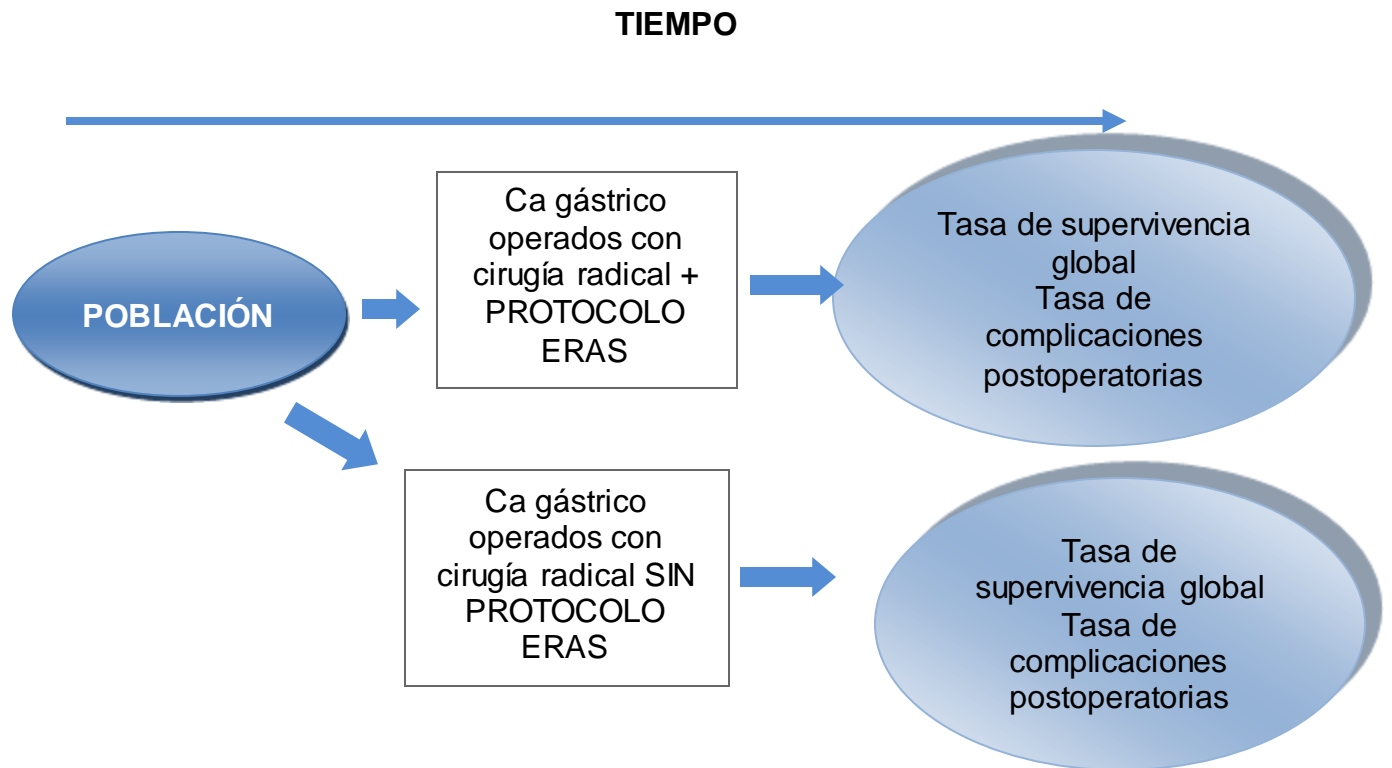 TIEMPO
POBLACIÓN
Ca gástrico
operados con
cirugía radical +
PROTOCOLO
ERAS
Tasa de supervivencia
global
Tasa de
complicaciones
postoperatorias
Ca gástrico
operados con
cirugía radical SIN
PROTOCOLO
ERAS
Tasa de
supervivencia global
Tasa de
complicaciones
postoperatorias